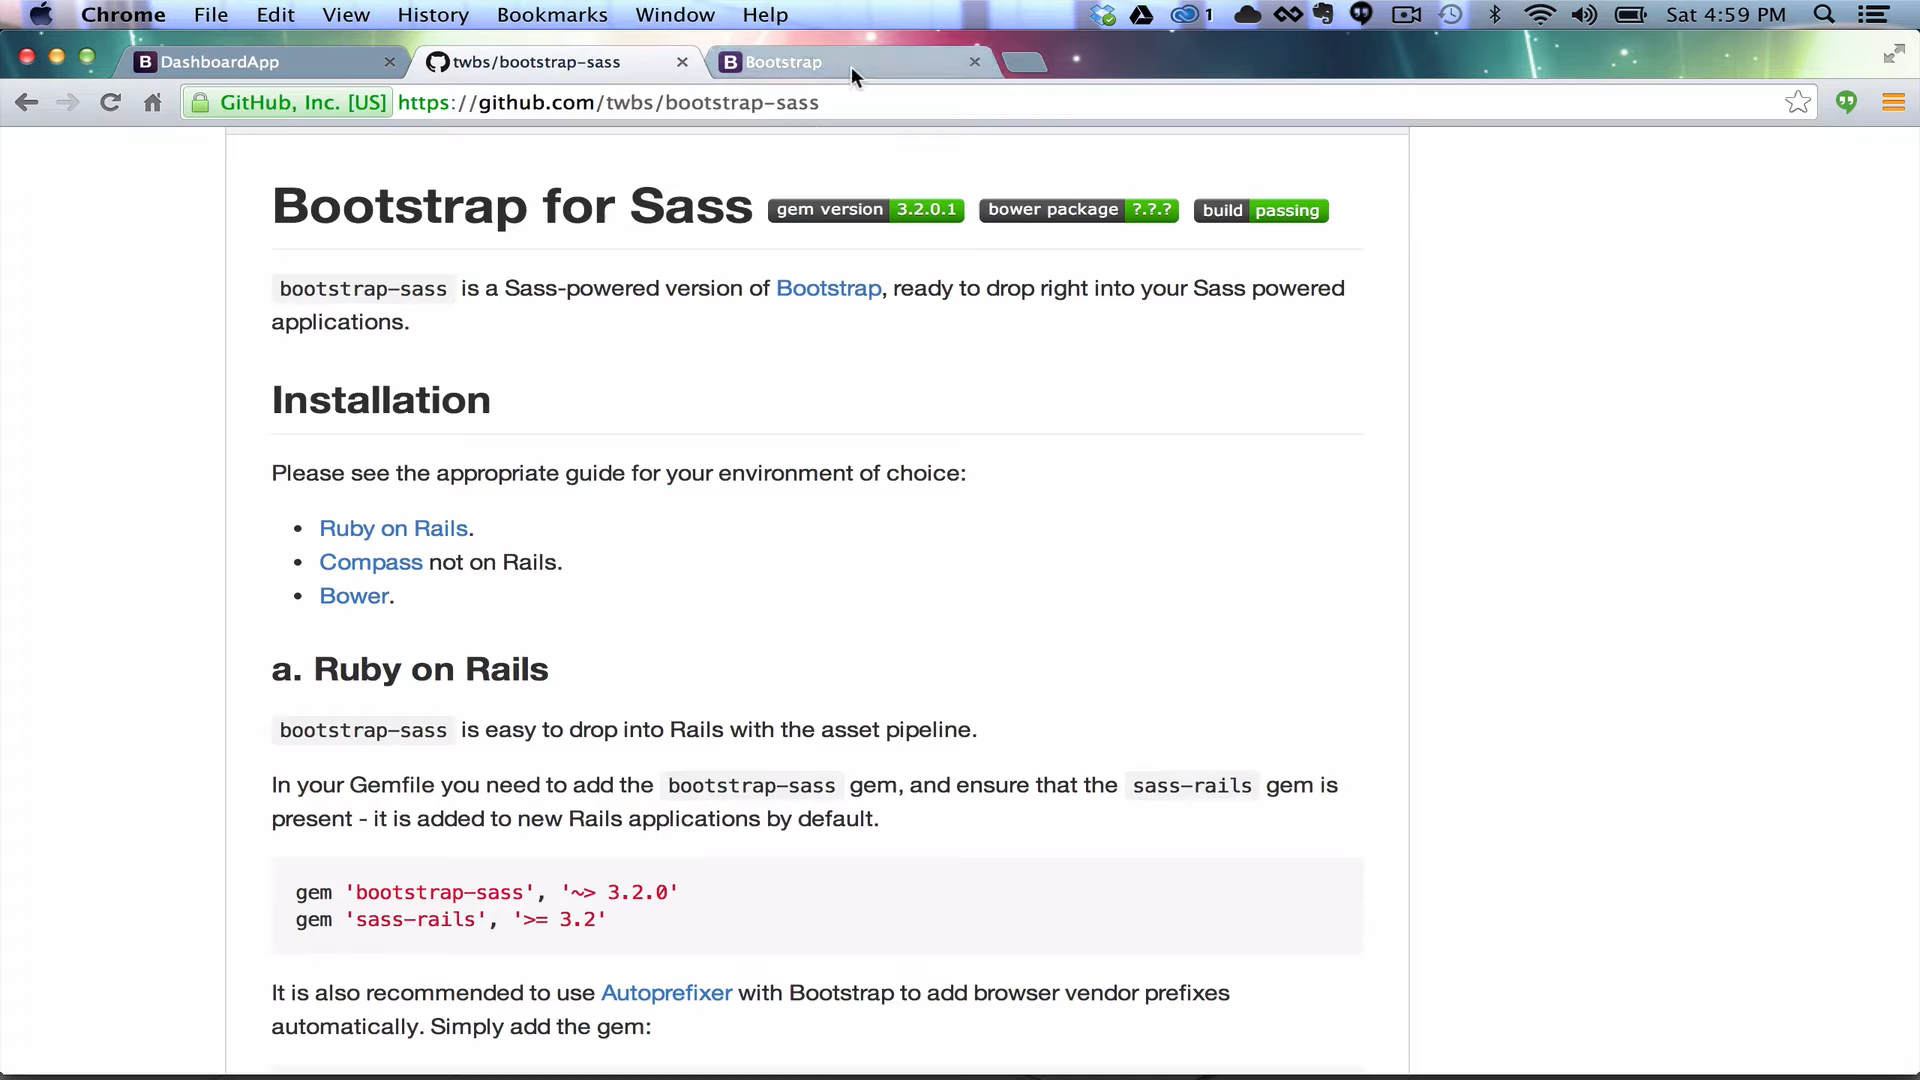 Chrome File Edit View History Bookmarks Window Help 1 Sat 4:59 PM
DashboardApp twbs/bootstrap-sass Bootstrap
GitHub, Inc. [US] https://github.com/twbs/bootstrap-sass
Bootstrap for Sass gem version 3.2.0.1 bower package ?.?.? build passing
bootstrap-sass is a Sass-powered version of Bootstrap, ready to drop right into your Sass powered
applications.
Installation
Please see the appropriate guide for your environment of choice:
• Ruby on Rails.
• Compass not on Rails.
• Bower.
a. Ruby on Rails
bootstrap-sass is easy to drop into Rails with the asset pipeline.
In your Gemfile you need to add the bootstrap-sass gem, and ensure that the sass-rails gem is
present - it is added to new Rails applications by default.
gem 'bootstrap-sass', '~> 3.2.0'
gem 'sass-rails', '>= 3.2'
It is also recommended to use Autoprefixer with Bootstrap to add browser vendor prefixes
automatically. Simply add the gem: